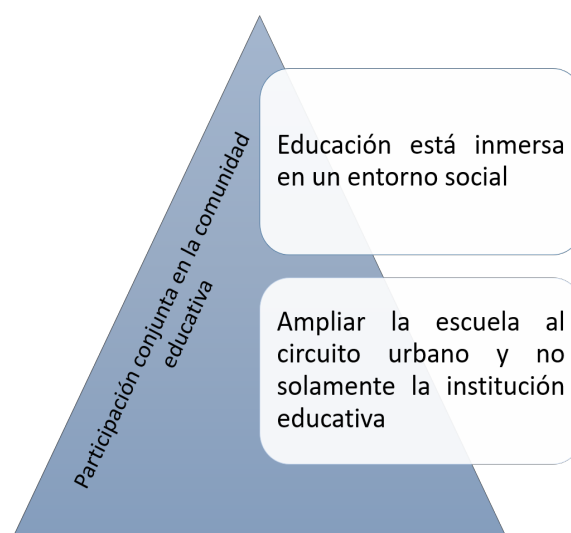 Participación conjunta en la comunidad
educativa
Educación está inmersa
en un entorno social
Ampliar la escuela al
circuito urbano y no
solamente la institución
educativa